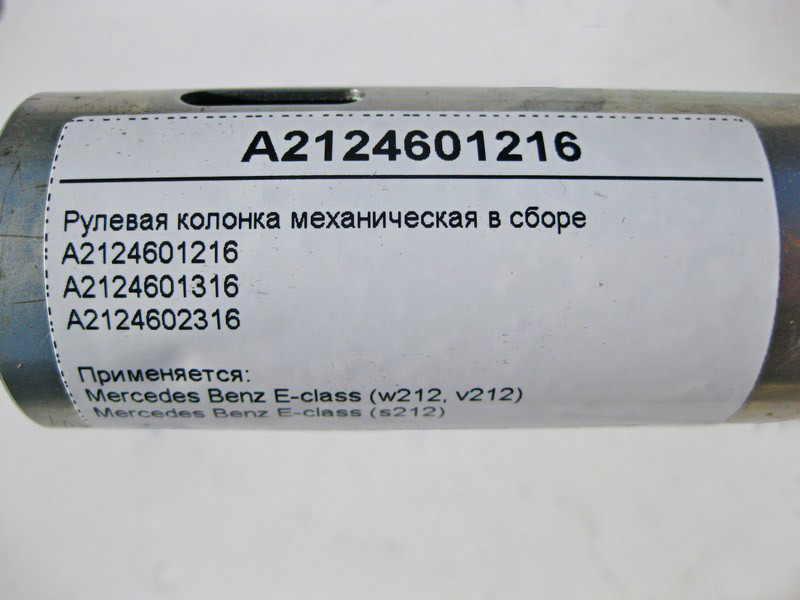 A2124601216
Рулевая колонка механическая в сборе
A2124601216
A2124601316
A2124602316
Применяется:
Mercedes Benz E-class (w212, v212)
Mercedes Benz E-class (s212)